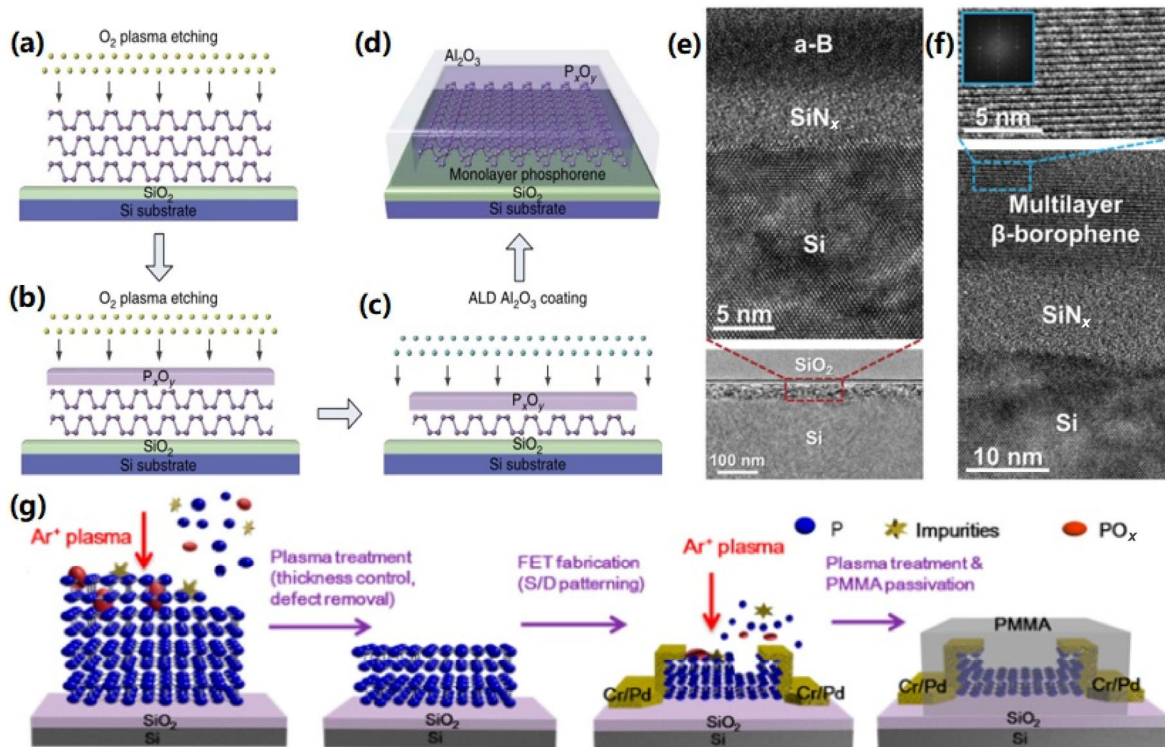 (a)
O₂ plasma etching
SiO₂
Si substrate
(b)
O₂ plasma etching
PₓOᵧ
SiO₂
Si substrate
(c)
ALD Al₂O₃ coating
PₓOᵧ
SiO₂
Si substrate
(d)
Al₂O₃
PₓOᵧ
Monolayer phosphorene
SiO₂
Si substrate
(e)
a-B
SiNₓ
Si
5 nm
SiO₂
Si
100 nm
(f)
5 nm
Multilayer
β-borophene
SiNₓ
Si
10 nm
(g)
Ar⁺ plasma
SiO₂
Si
Plasma treatment
(thickness control,
defect removal)
SiO₂
Si
FET fabrication
(S/D patterning)
Ar⁺ plasma
Cr/Pd
Cr/Pd
SiO₂
Si
P
Impurities
POₓ
Plasma treatment &
PMMA passivation
PMMA
Cr/Pd
Cr/Pd
SiO₂
Si